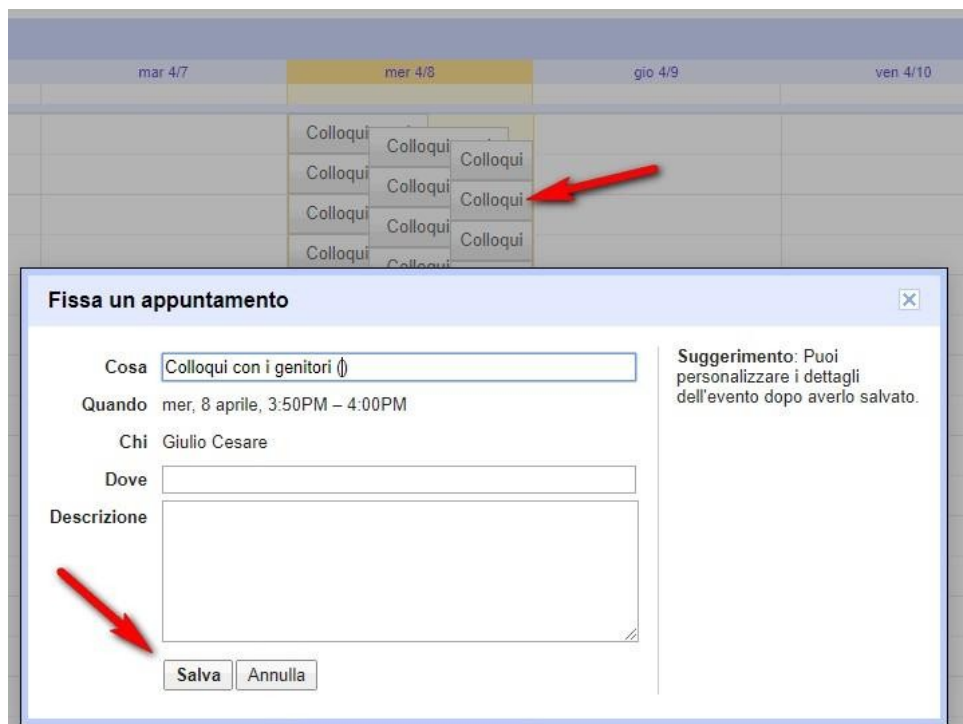 mar 4/7
mer 4/8
gio 4/9
ven 4/10
Colloqui
Colloqui
Colloqui
Colloqui
Colloqui
Colloqui
Colloqui
Colloqui
Colloqui
Colloqui
Colloqui
Fissa un appuntamento
Cosa Colloqui con i genitori ()
Quando mer, 8 aprile, 3:50PM – 4:00PM
Chi Giulio Cesare
Dove
Descrizione
Salva Annulla
Suggerimento: Puoi
personalizzare i dettagli
dell'evento dopo averlo salvato.